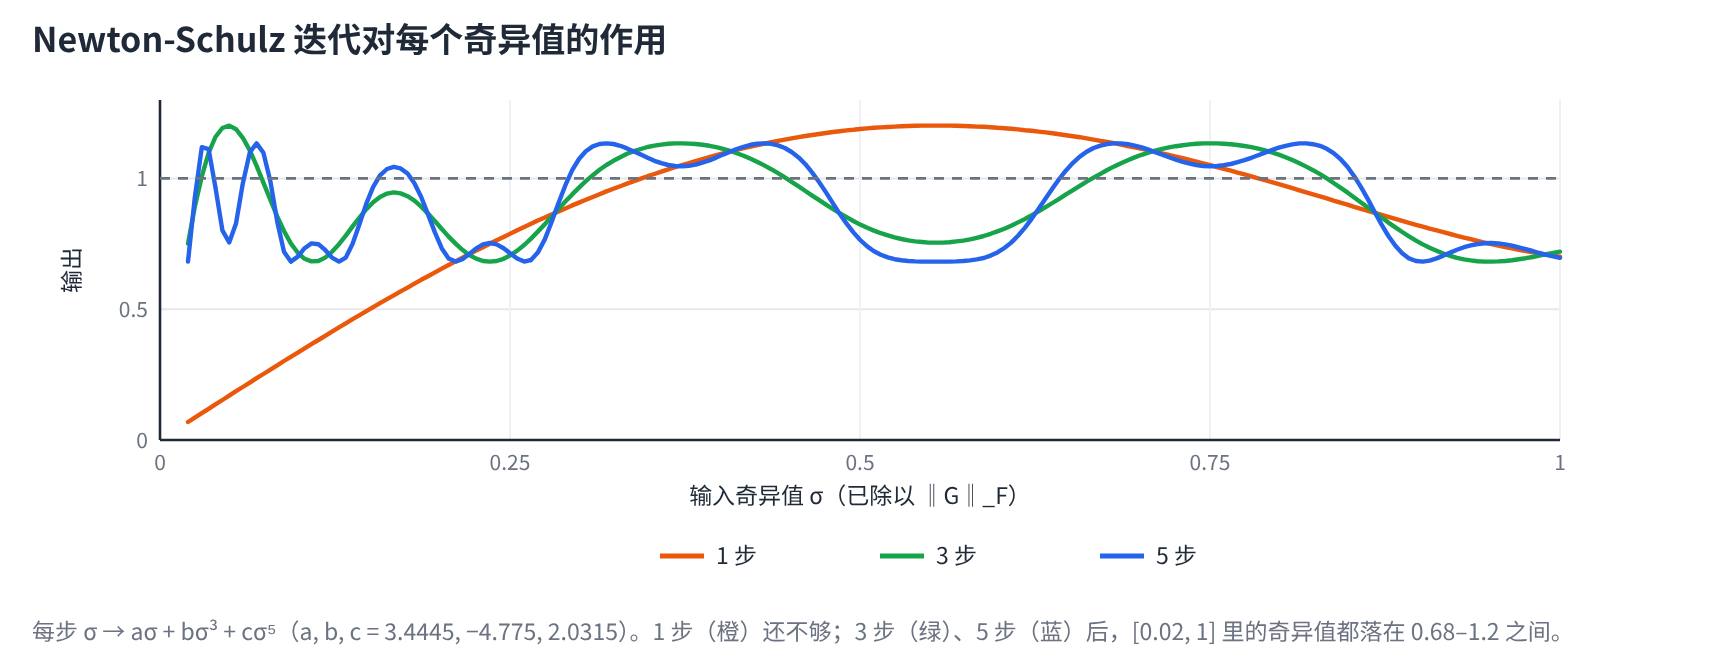 Newton-Schulz 迭代对每个奇异值的作用
1
0.5
0
输出
0
0.25
0.5
0.75
1
输入奇异值 σ（已除以 ‖G‖_F）
1 步
3 步
5 步
每步 σ → aσ + bσ³ + cσ⁵（a, b, c = 3.4445, −4.775, 2.0315）。1 步（橙）还不够；3 步（绿）、5 步（蓝）后，[0.02, 1] 里的奇异值都落在 0.68–1.2 之间。